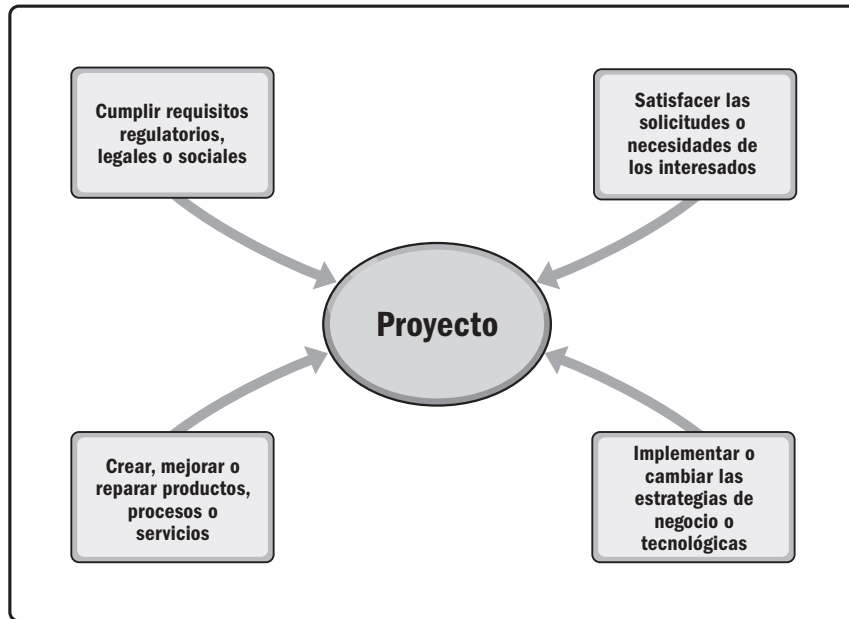 Cumplir requisitos
regulatorios,
legales o sociales
Satisfacer las
solicitudes o
necesidades de
los interesados
Proyecto
Crear, mejorar o
reparar productos,
procesos o
servicios
Implementar o
cambiar las
estrategias de
negocio o
tecnológicas